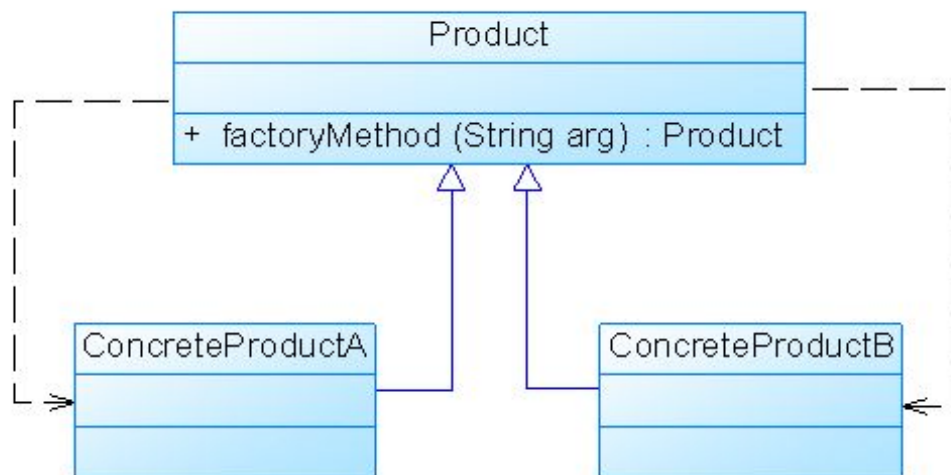 Product
+ factoryMethod (String arg) : Product
ConcreteProductA
ConcreteProductB